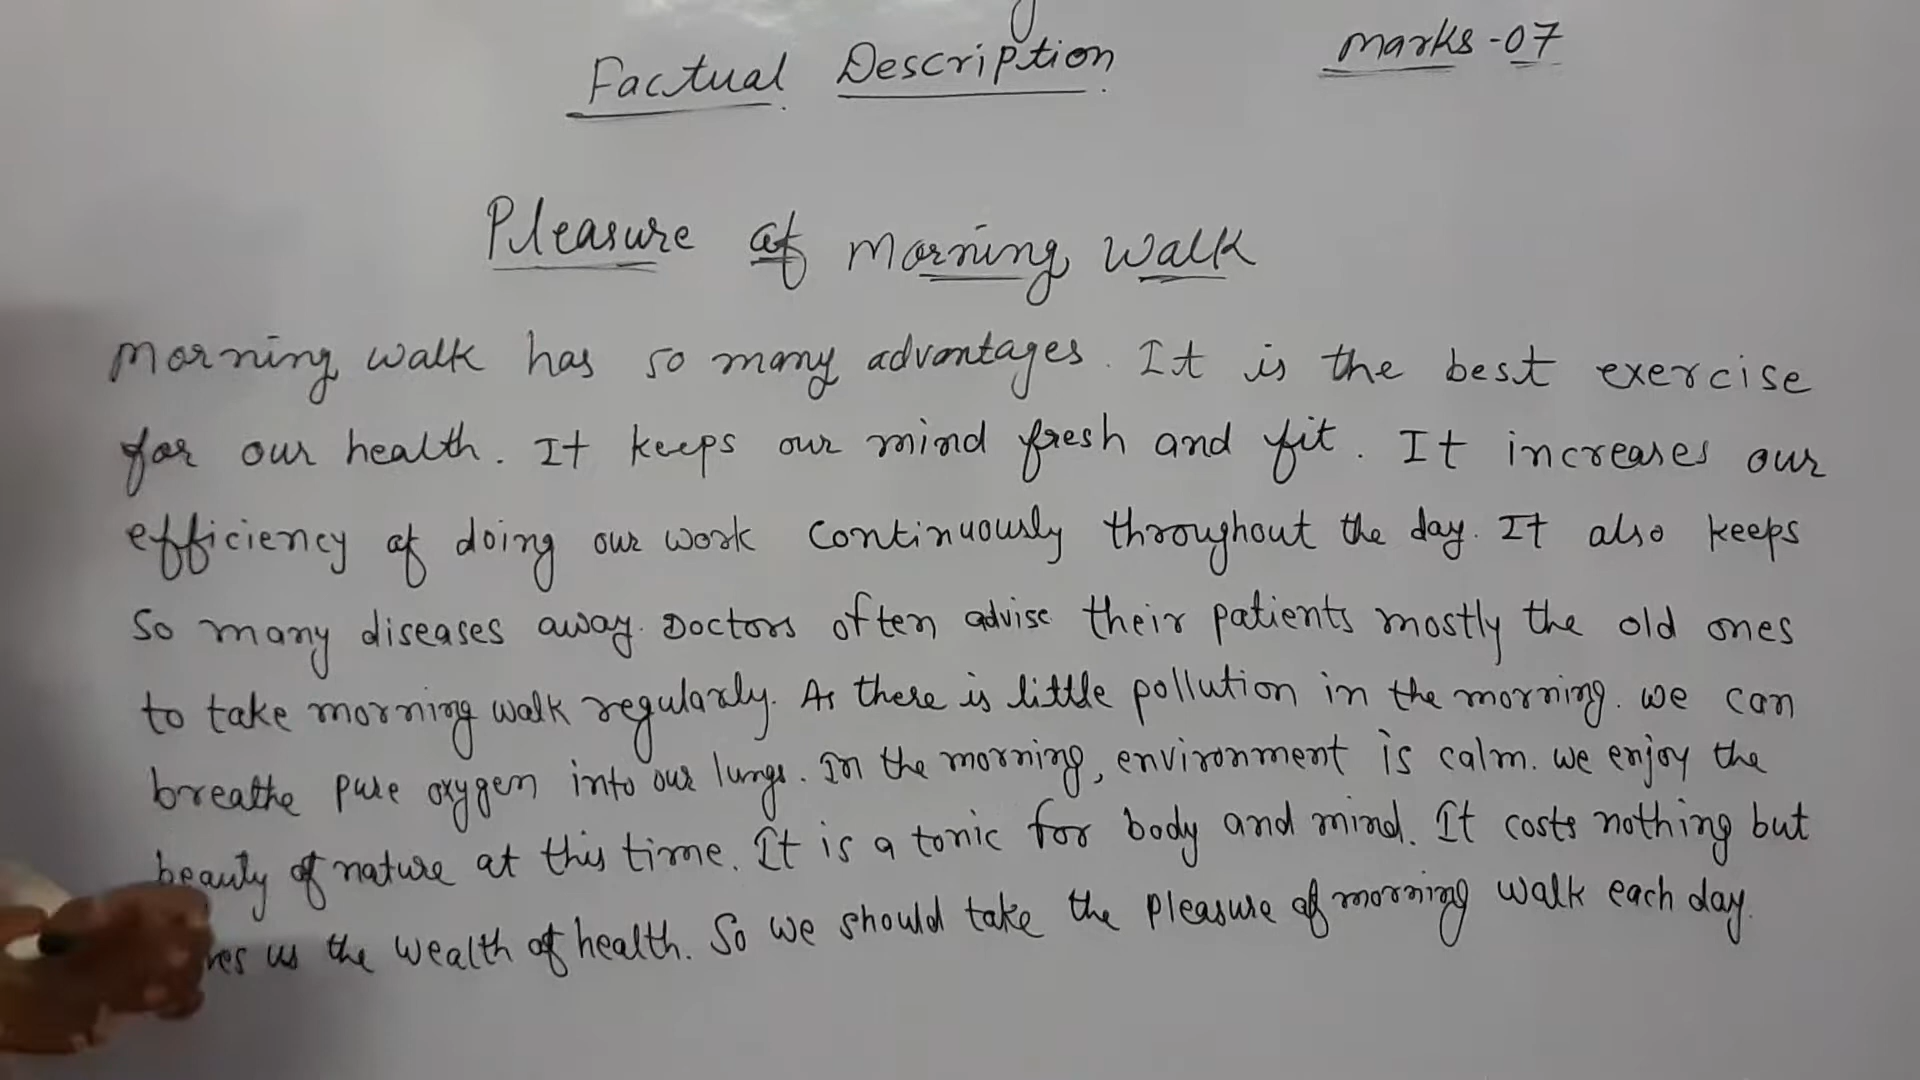 Factual Description
Marks-07
Pleasure of Morning Walk
Morning walk has so many advantages. It is the best exercise
for our health. It keeps our mind fresh and fit. It increases our
efficiency of doing our work continuously throughout the day. It also keeps
so many diseases away. Doctors often advise their patients mostly the old ones
to take morning walk regularly. As there is little pollution in the morning. we can
breathe pure oxygen into our lungs. In the morning, environment is calm. we enjoy the
beauty of nature at this time. It is a tonic for body and mind. It costs nothing but
us the wealth of health. So we should take the pleasure of morning walk each day.